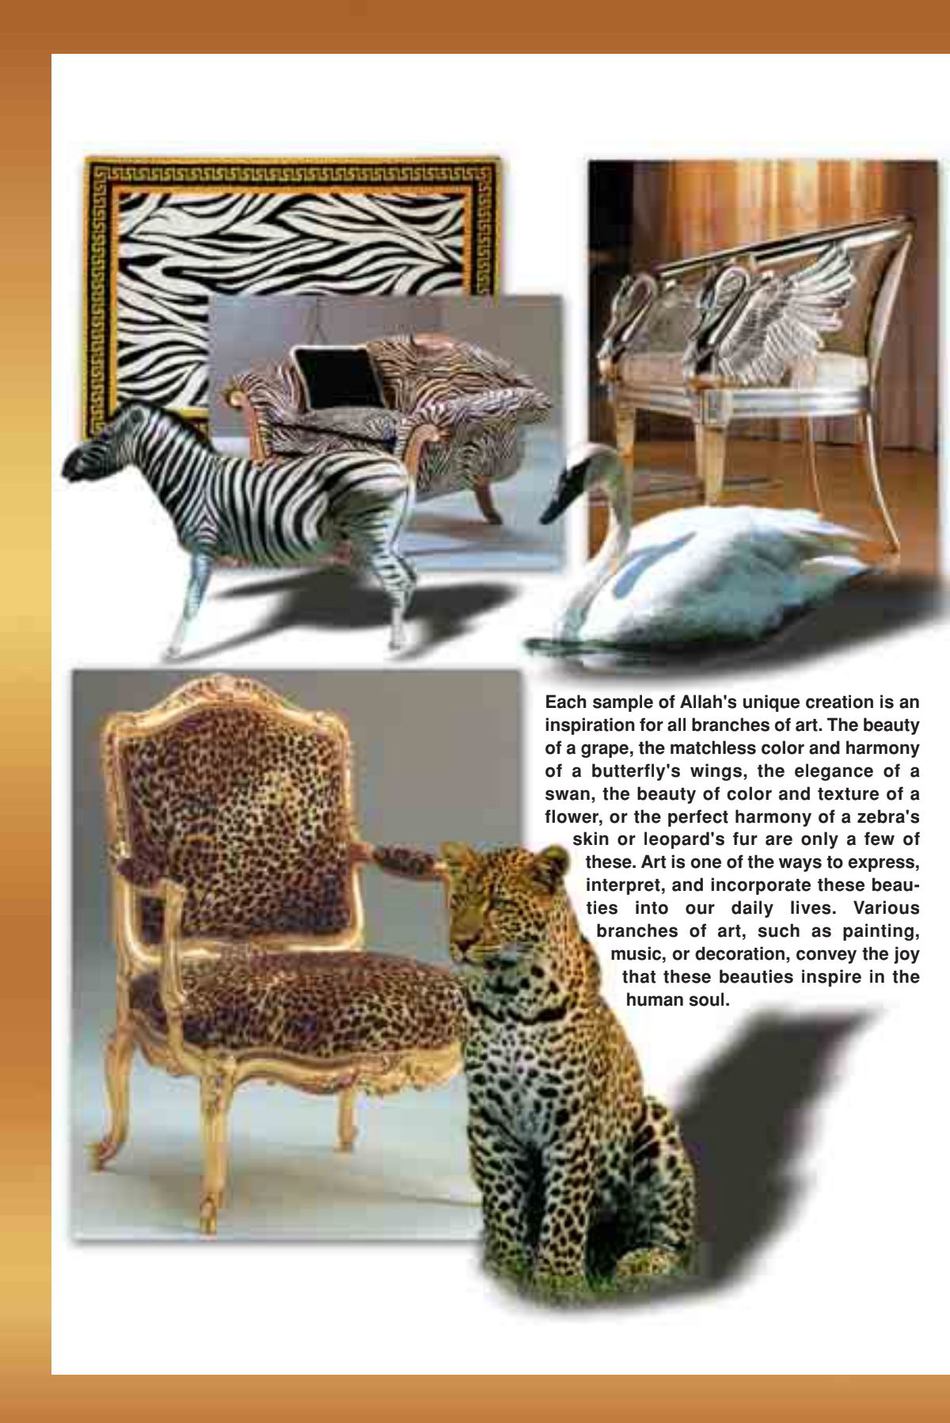 Each sample of Allah's unique creation is an
inspiration for all branches of art. The beauty
of a grape, the matchless color and harmony
of a butterfly's wings, the elegance of a
swan, the beauty of color and texture of a
flower, or the perfect harmony of a zebra's
skin or leopard's fur are only a few of
these. Art is one of the ways to express,
interpret, and incorporate these beau-
ties into our daily lives. Various
branches of art, such as painting,
music, or decoration, convey the joy
that these beauties inspire in the
human soul.